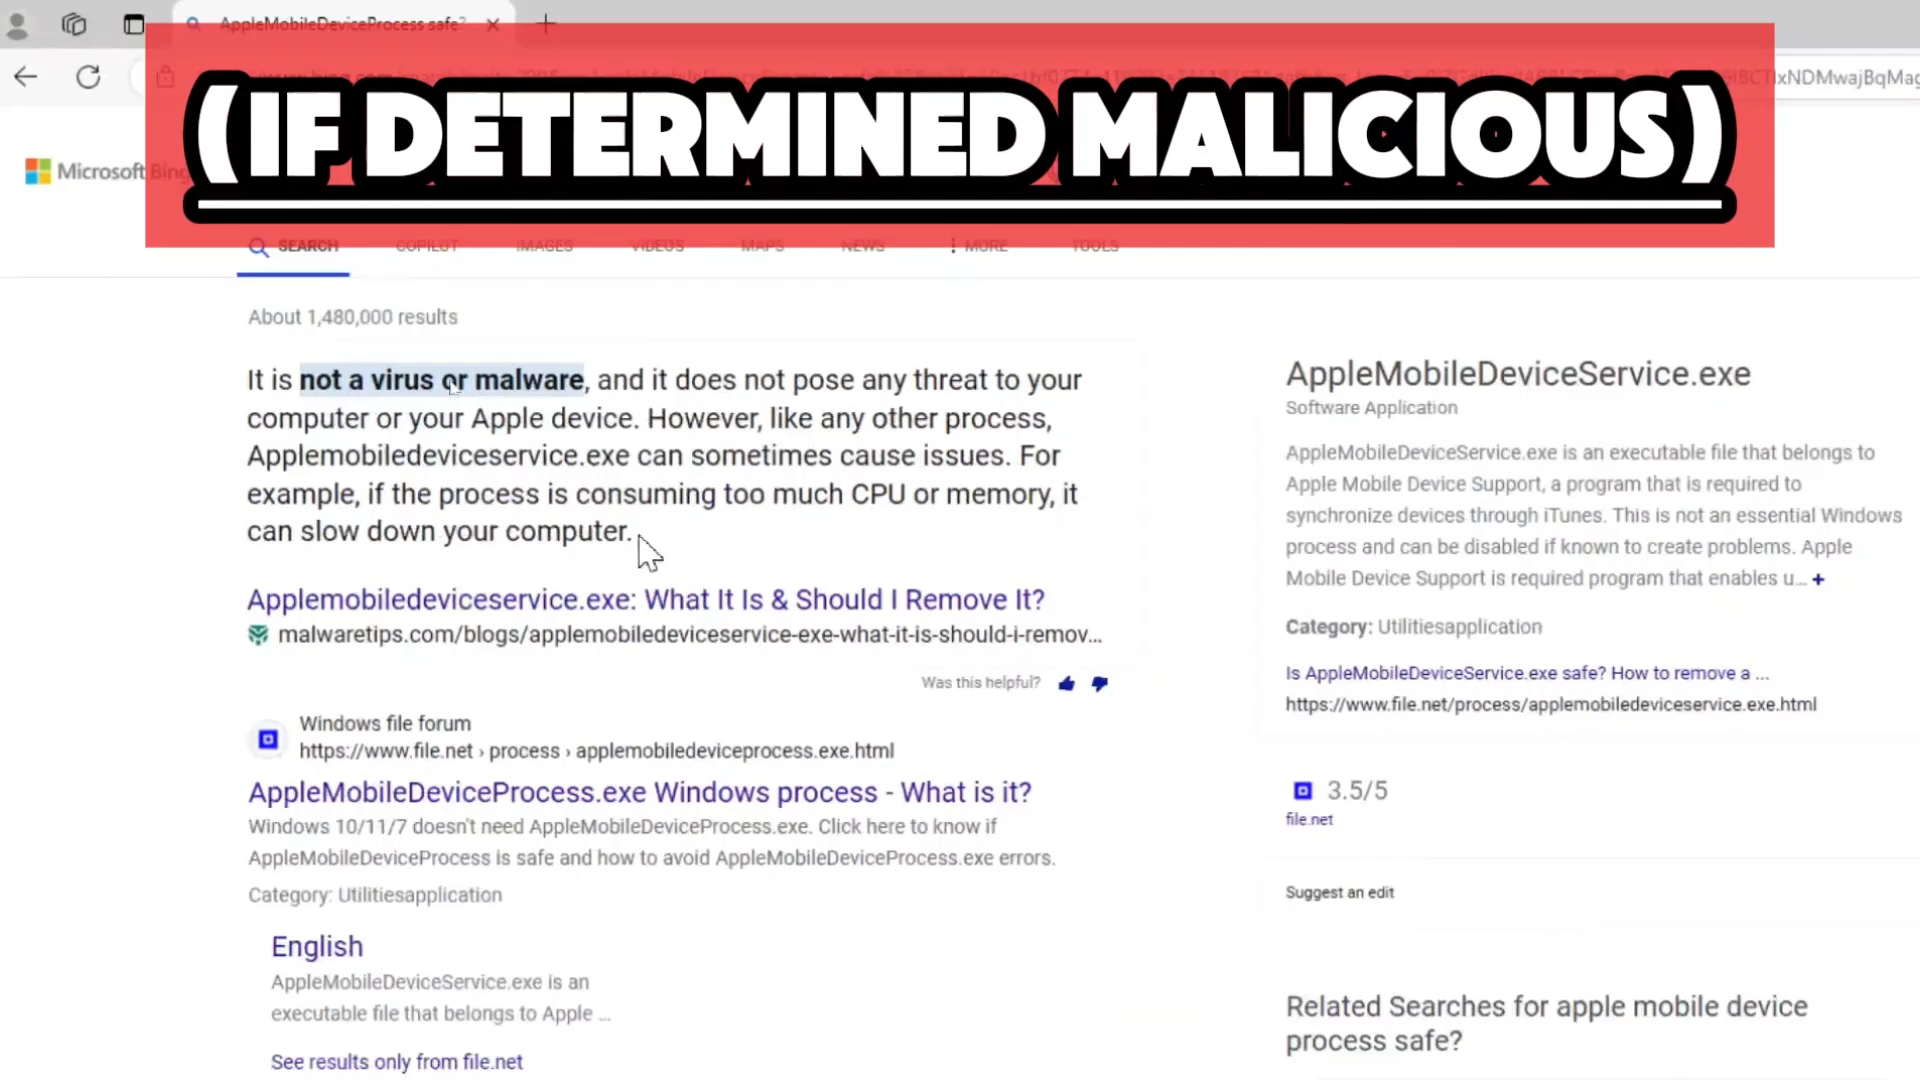 AppleMobileDeviceProcess safe?
(IF DETERMINED MALICIOUS)
Microsoft Bing
SEARCH COPILOT IMAGES VIDEOS MAPS NEWS MORE TOOLS
About 1,480,000 results
It is not a virus or malware, and it does not pose any threat to your
computer or your Apple device. However, like any other process,
Applemobiledeviceservice.exe can sometimes cause issues. For
example, if the process is consuming too much CPU or memory, it
can slow down your computer.
Applemobiledeviceservice.exe: What It Is & Should I Remove It?
malwaretips.com/blogs/applemobiledeviceservice-exe-what-it-is-should-i-remov...
Was this helpful?
Windows file forum
https://www.file.net › process › applemobiledeviceprocess.exe.html
AppleMobileDeviceProcess.exe Windows process - What is it?
Windows 10/11/7 doesn't need AppleMobileDeviceProcess.exe. Click here to know if
AppleMobileDeviceProcess is safe and how to avoid AppleMobileDeviceProcess.exe errors.
Category: Utilitiesapplication
English
AppleMobileDeviceService.exe is an
executable file that belongs to Apple ...
See results only from file.net
AppleMobileDeviceService.exe
Software Application
AppleMobileDeviceService.exe is an executable file that belongs to
Apple Mobile Device Support, a program that is required to
synchronize devices through iTunes. This is not an essential Windows
process and can be disabled if known to create problems. Apple
Mobile Device Support is required program that enables u... +
Category: Utilitiesapplication
Is AppleMobileDeviceService.exe safe? How to remove a ...
https://www.file.net/process/applemobiledeviceservice.exe.html
3.5/5
file.net
Suggest an edit
Related Searches for apple mobile device
process safe?